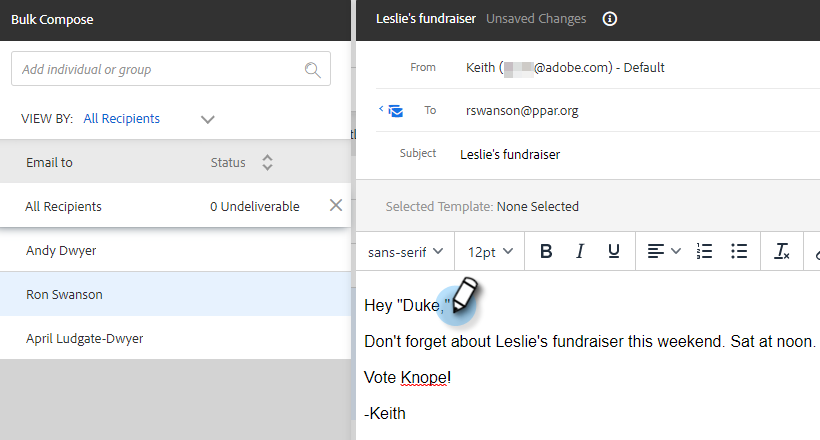 Bulk Compose
Add individual or group
VIEW BY: All Recipients
Email to Status
All Recipients 0 Undeliverable
Andy Dwyer
Ron Swanson
April Ludgate-Dwyer
Leslie's fundraiser Unsaved Changes
From Keith (@adobe.com) - Default
To rswanson@ppar.org
Subject Leslie's fundraiser
Selected Template: None Selected
sans-serif 12pt B I U
Hey "Duke,"
Don't forget about Leslie's fundraiser this weekend. Sat at noon.
Vote Knope!
-Keith